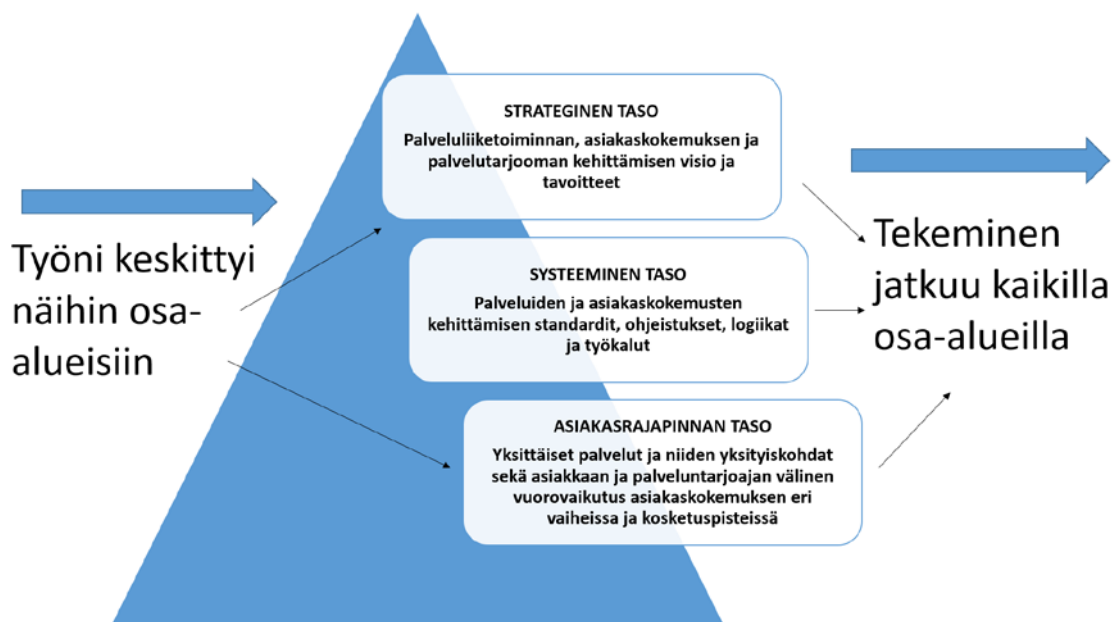 Työni keskittyi
näihin osa-
alueisiin
STRATEGINEN TASO
Palveluliiketoiminnan, asiakaskokemuksen ja
palvelutarjooman kehittämisen visio ja
tavoitteet
SYSTEEMINEN TASO
Palveluiden ja asiakaskokemusten
kehittämisen standardit, ohjeistukset, logiikat
ja työkalut
ASIAKASRAJAPINNAN TASO
Yksittäiset palvelut ja niiden yksityiskohdat
sekä asiakkaan ja palveluntarjoajan välinen
vuorovaikutus asiakaskokemuksen eri
vaiheissa ja kosketuspisteissä
Tekeminen
jatkuu kaikilla
osa-alueilla